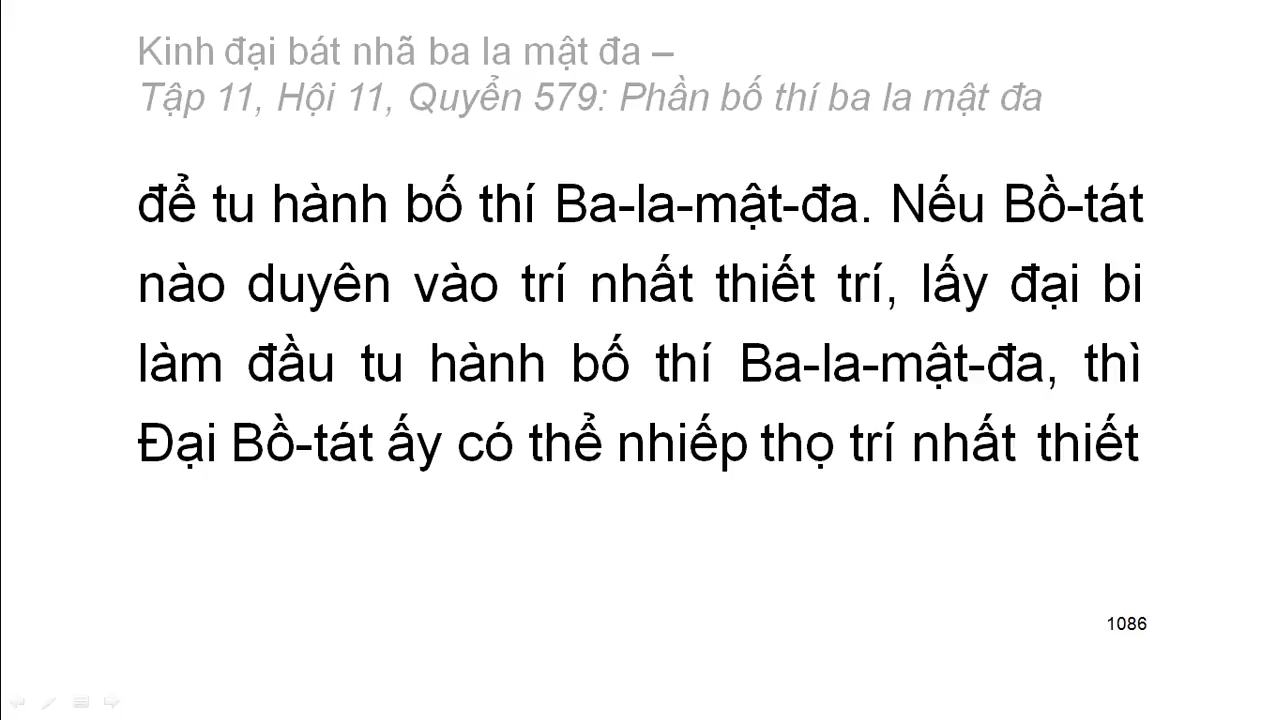 Kinh đại bát nhã ba la mật đa –
Tập 11, Hội 11, Quyển 579: Phần bố thí ba la mật đa
để tu hành bố thí Ba-la-mật-đa. Nếu Bồ-tát
nào duyên vào trí nhất thiết trí, lấy đại bi
làm đầu tu hành bố thí Ba-la-mật-đa, thì
Đại Bồ-tát ấy có thể nhiếp thọ trí nhất thiết
1086